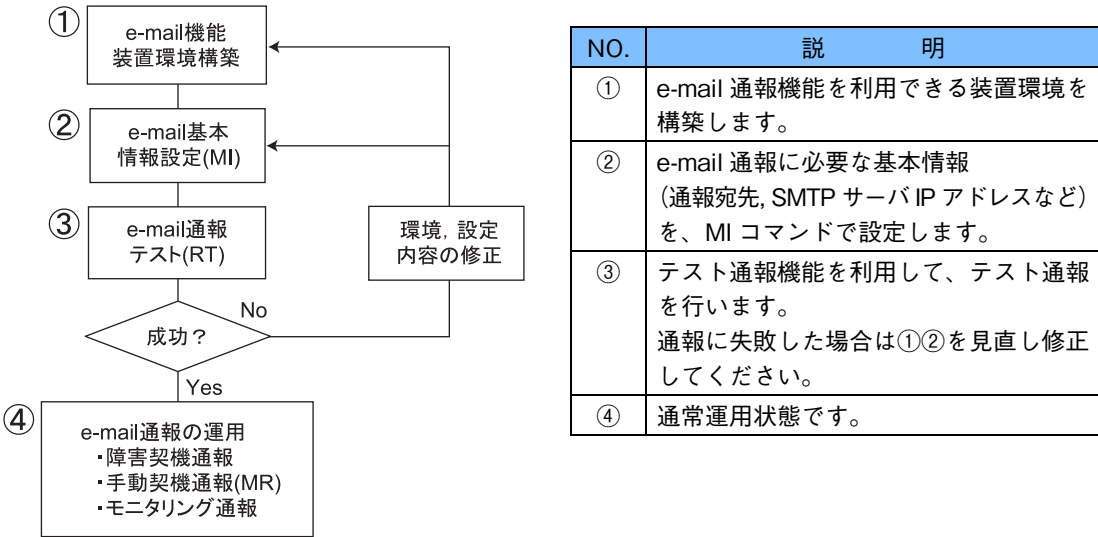 ①
e-mail機能
装置環境構築
②
e-mail基本
情報設定(MI)
③
e-mail通報
テスト(RT)
環境，設定
内容の修正
成功？
No
Yes
④
e-mail通報の運用
・障害契機通報
・手動契機通報(MR)
・モニタリング通報
NO. 説 明
① e-mail 通報機能を利用できる装置環境を
構築します。
② e-mail 通報に必要な基本情報
（通報宛先, SMTP サーバ IP アドレスなど）
を、MI コマンドで設定します。
③ テスト通報機能を利用して、テスト通報
を行います。
通報に失敗した場合は①②を見直し修正
してください。
④ 通常運用状態です。